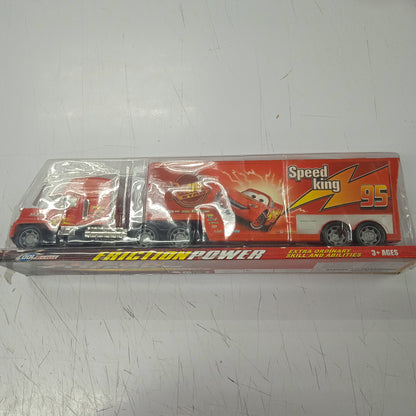 Speed
king
95
FRICTION POWER
EXTRA ORDINARY
SKILL AND ABILITIES
3+ AGES